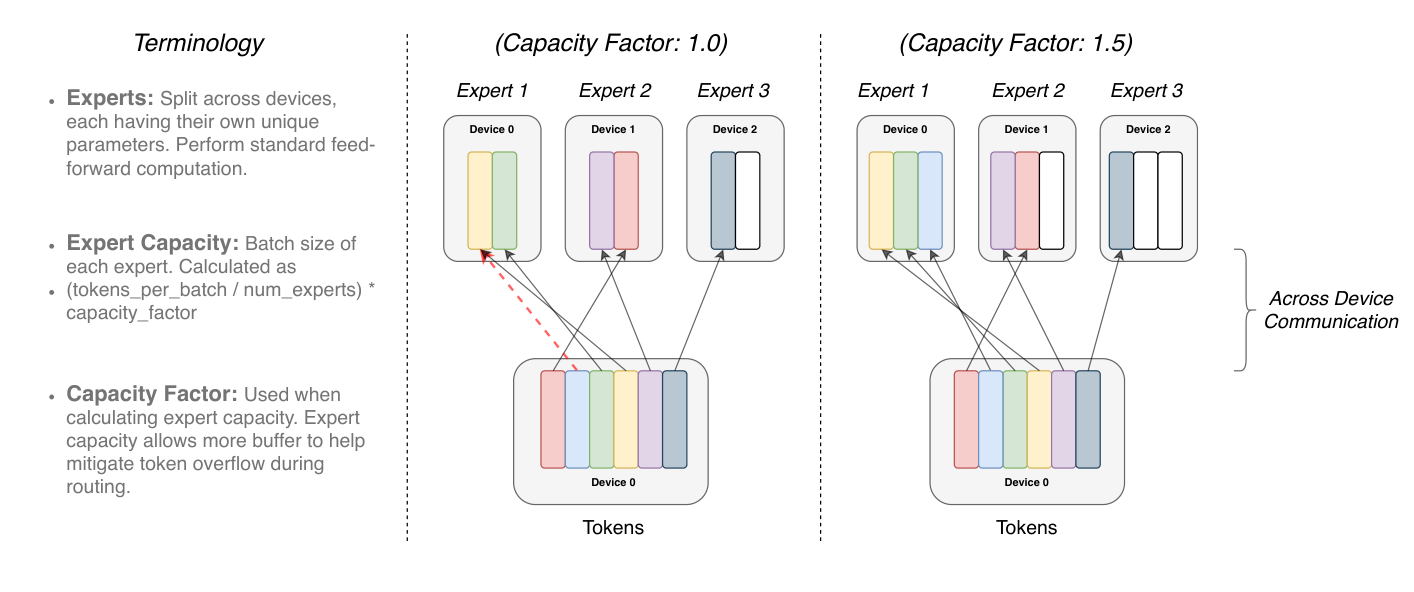 Terminology
• Experts: Split across devices,
each having their own unique
parameters. Perform standard feed-
forward computation.
• Expert Capacity: Batch size of
each expert. Calculated as
• (tokens_per_batch / num_experts) *
capacity_factor
• Capacity Factor: Used when
calculating expert capacity. Expert
capacity allows more buffer to help
mitigate token overflow during
routing.
(Capacity Factor: 1.0)
Expert 1 Expert 2 Expert 3
Device 0 Device 1 Device 2
Device 0
Tokens
(Capacity Factor: 1.5)
Expert 1 Expert 2 Expert 3
Device 0 Device 1 Device 2
Device 0
Tokens
Across Device
Communication